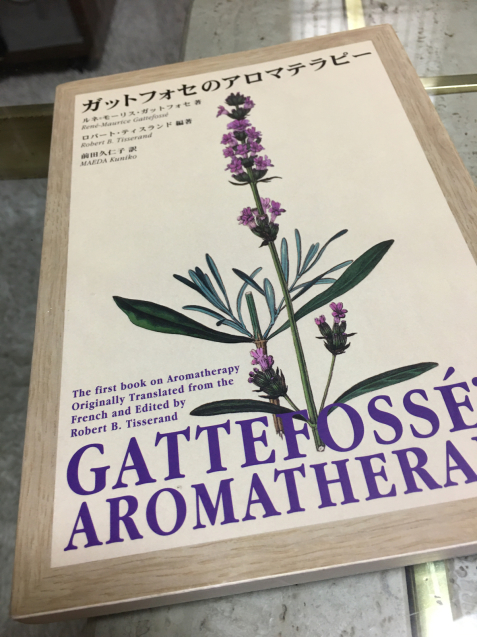 ガットフォセのアロマテラピー
ルネ・モーリス・ガットフォセ 著
René-Maurice Gattefossé
ロバート・ティスランド 編著
Robert B. Tisserand
前田久仁子 訳
MAEDA Kuniko
The first book on Aromatherapy
Originally Translated from the
French and Edited by
Robert B. Tisserand
GATTEFOSSÉ'
AROMATHERA